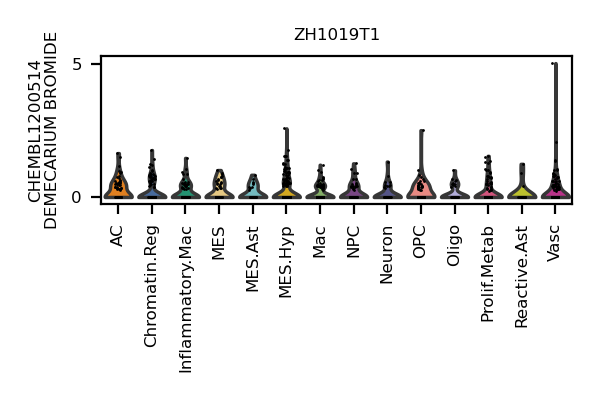 ZH1019T1
CHEMBL1200514
DEMECARIUM BROMIDE
5
0
AC
Chromatin.Reg
Inflammatory.Mac
MES
MES.Ast
MES.Hyp
Mac
NPC
Neuron
OPC
Oligo
Prolif.Metab
Reactive.Ast
Vasc